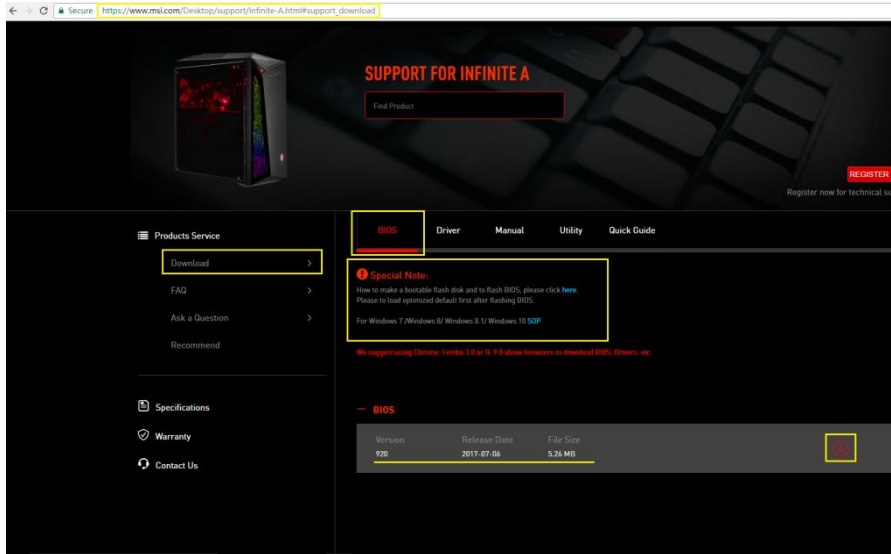 Secure https://www.msi.com/Desktop/support/Infinite-A.html#support_download
SUPPORT FOR INFINITE A
Find Product
REGISTER
Register now for technical su
Products Service
Download
FAQ
Ask a Question
Recommend
Specifications
Warranty
Contact Us
BIOS Driver Manual Utility Quick Guide
Special Note:
How to make a bootable flash disk and to flash BIOS, please click here.
Please to load optimized default first after flashing BIOS.
For Windows 7 /Windows 8/ Windows 8.1/ Windows 10 SOP
We suggest using Chrome, Firefox 3.0 or IE 9.0 above browsers to download BIOS, Drivers, etc.
BIOS
Version Release Date File Size
920 2017-07-06 5.26 MB